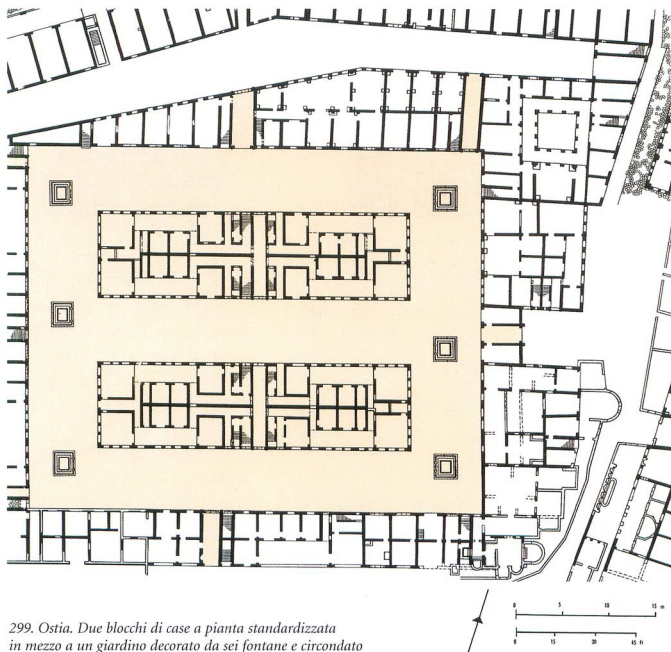 0 5 10 15 m
0 15 30 45 ft
299. Ostia. Due blocchi di case a pianta standardizzata
in mezzo a un giardino decorato da sei fontane e circondato